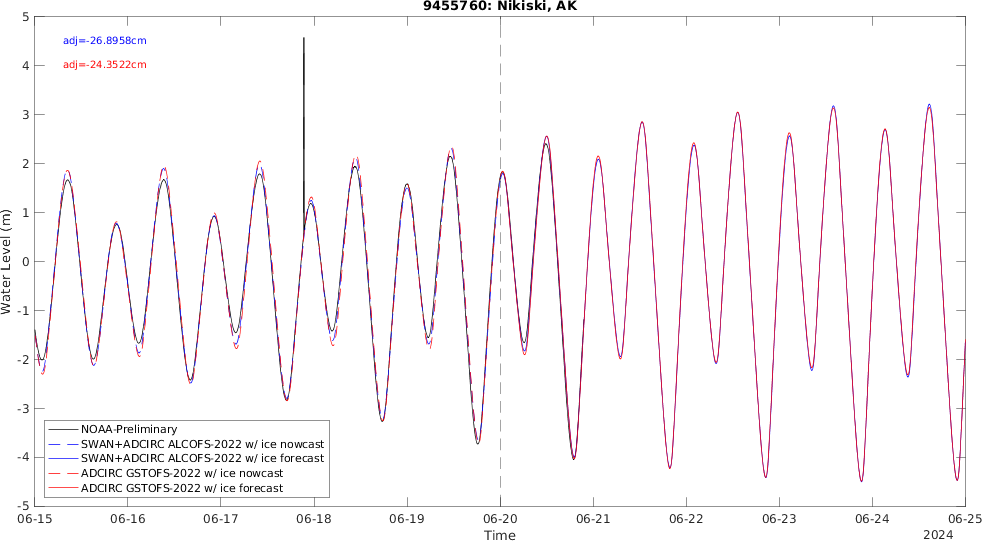 9455760: Nikiski, AK
adj=-26.8958cm
adj=-24.3522cm
Water Level (m)
5
4
3
2
1
0
-1
-2
-3
-4
-5
NOAA-Preliminary
SWAN+ADCIRC ALCOFS-2022 w/ ice nowcast
SWAN+ADCIRC ALCOFS-2022 w/ ice forecast
ADCIRC GSTOFS-2022 w/ ice nowcast
ADCIRC GSTOFS-2022 w/ ice forecast
06-15 06-16 06-17 06-18 06-19 06-20 06-21 06-22 06-23 06-24 06-25
Time
2024